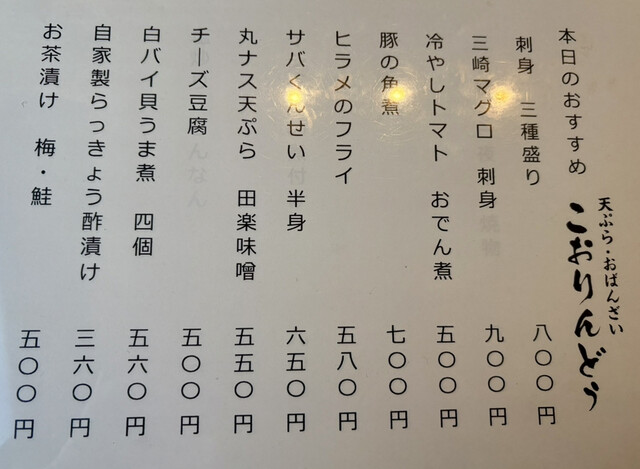 本日のおすすめ
天ぷら・おばんざい
こおりんどう
刺身　三種盛り　八〇〇円
三崎マグロ刺身　九〇〇円
冷やしトマト　おでん煮　五〇〇円
豚の角煮　七〇〇円
ヒラメのフライ　五八〇円
サバくんせい半身　六五〇円
丸ナス天ぷら　田楽味噌　五五〇円
チーズ豆腐　五〇〇円
白バイ貝うま煮　四個　五六〇円
自家製らっきょう酢漬け　三六〇円
お茶漬け　梅・鮭　五〇〇円